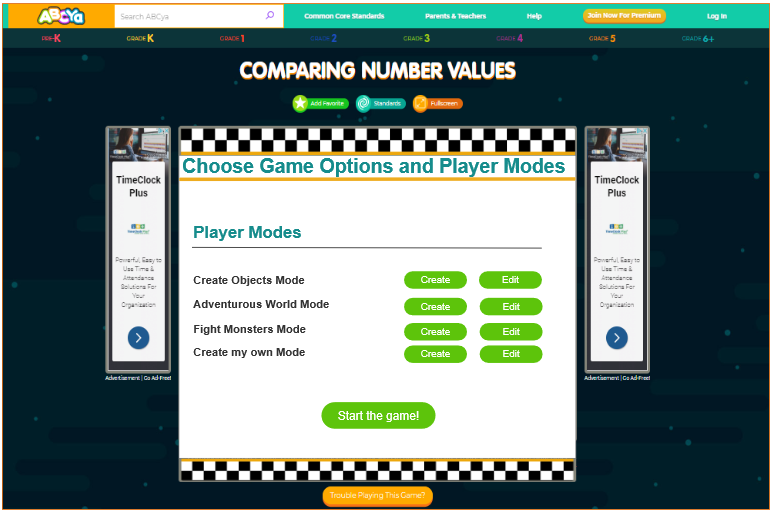 ABCya Search ABCya Common Core Standards Parents & Teachers Help Join Now For Premium Log In
PRE-K GRADE K GRADE 1 GRADE 2 GRADE 3 GRADE 4 GRADE 5 GRADE 6+
COMPARING NUMBER VALUES
Add Favorite Standards Fullscreen
Choose Game Options and Player Modes
Player Modes
Create Objects Mode Create Edit
Adventurous World Mode Create Edit
Fight Monsters Mode Create Edit
Create my own Mode Create Edit
Start the game!
TimeClock
Plus
Powerful, Easy to
Use Time &
Attendance
Solutions For
Your
Organization
Advertisement | Go Ad-Free!
TimeClock
Plus
Powerful, Easy to
Use Time &
Attendance
Solutions For
Your
Organization
Advertisement | Go Ad-Free!
Trouble Playing This Game?